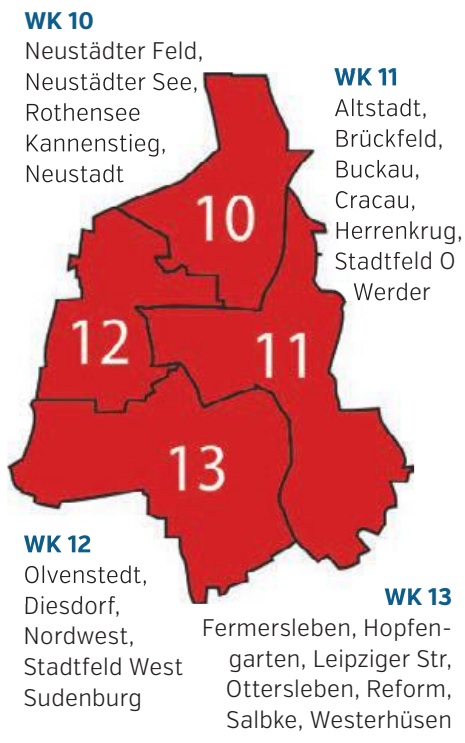 WK 10
Neustädter Feld,
Neustädter See,
Rothensee
Kannenstieg,
Neustadt
WK 11
Altstadt,
Brückfeld,
Buckau,
Cracau,
Herrenkrug,
Stadtfeld O
Werder
10
12
11
13
WK 12
Olvenstedt,
Diesdorf,
Nordwest,
Stadtfeld West
Sudenburg
WK 13
Fermersleben, Hopfen-
garten, Leipziger Str,
Ottersleben, Reform,
Salbke, Westerhüsen